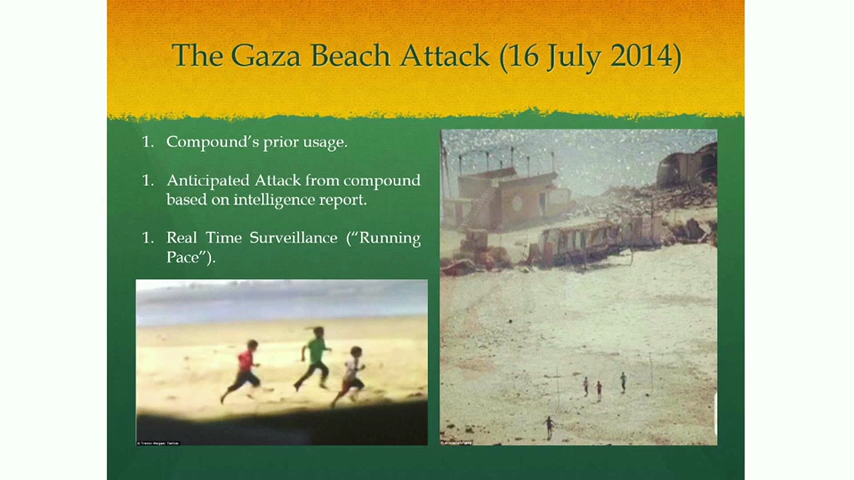 The Gaza Beach Attack (16 July 2014)
1. Compound's prior usage.
1. Anticipated Attack from compound
based on intelligence report.
1. Real Time Surveillance (“Running
Pace”).